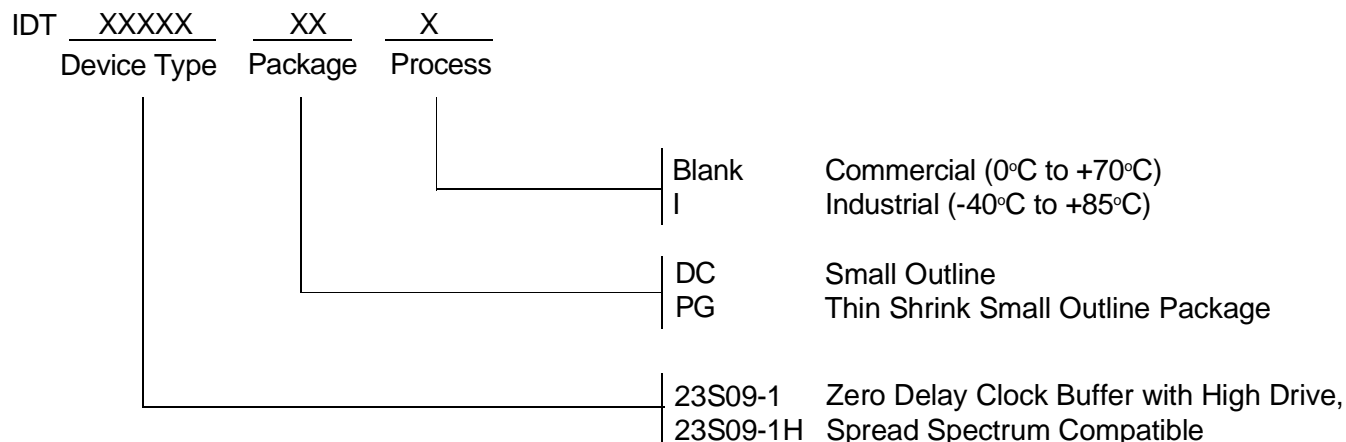 IDT XXXXX XX X
Device Type Package Process
Blank Commercial (0°C to +70°C)
I Industrial (-40°C to +85°C)
DC Small Outline
PG Thin Shrink Small Outline Package
23S09-1 Zero Delay Clock Buffer with High Drive,
23S09-1H Spread Spectrum Compatible